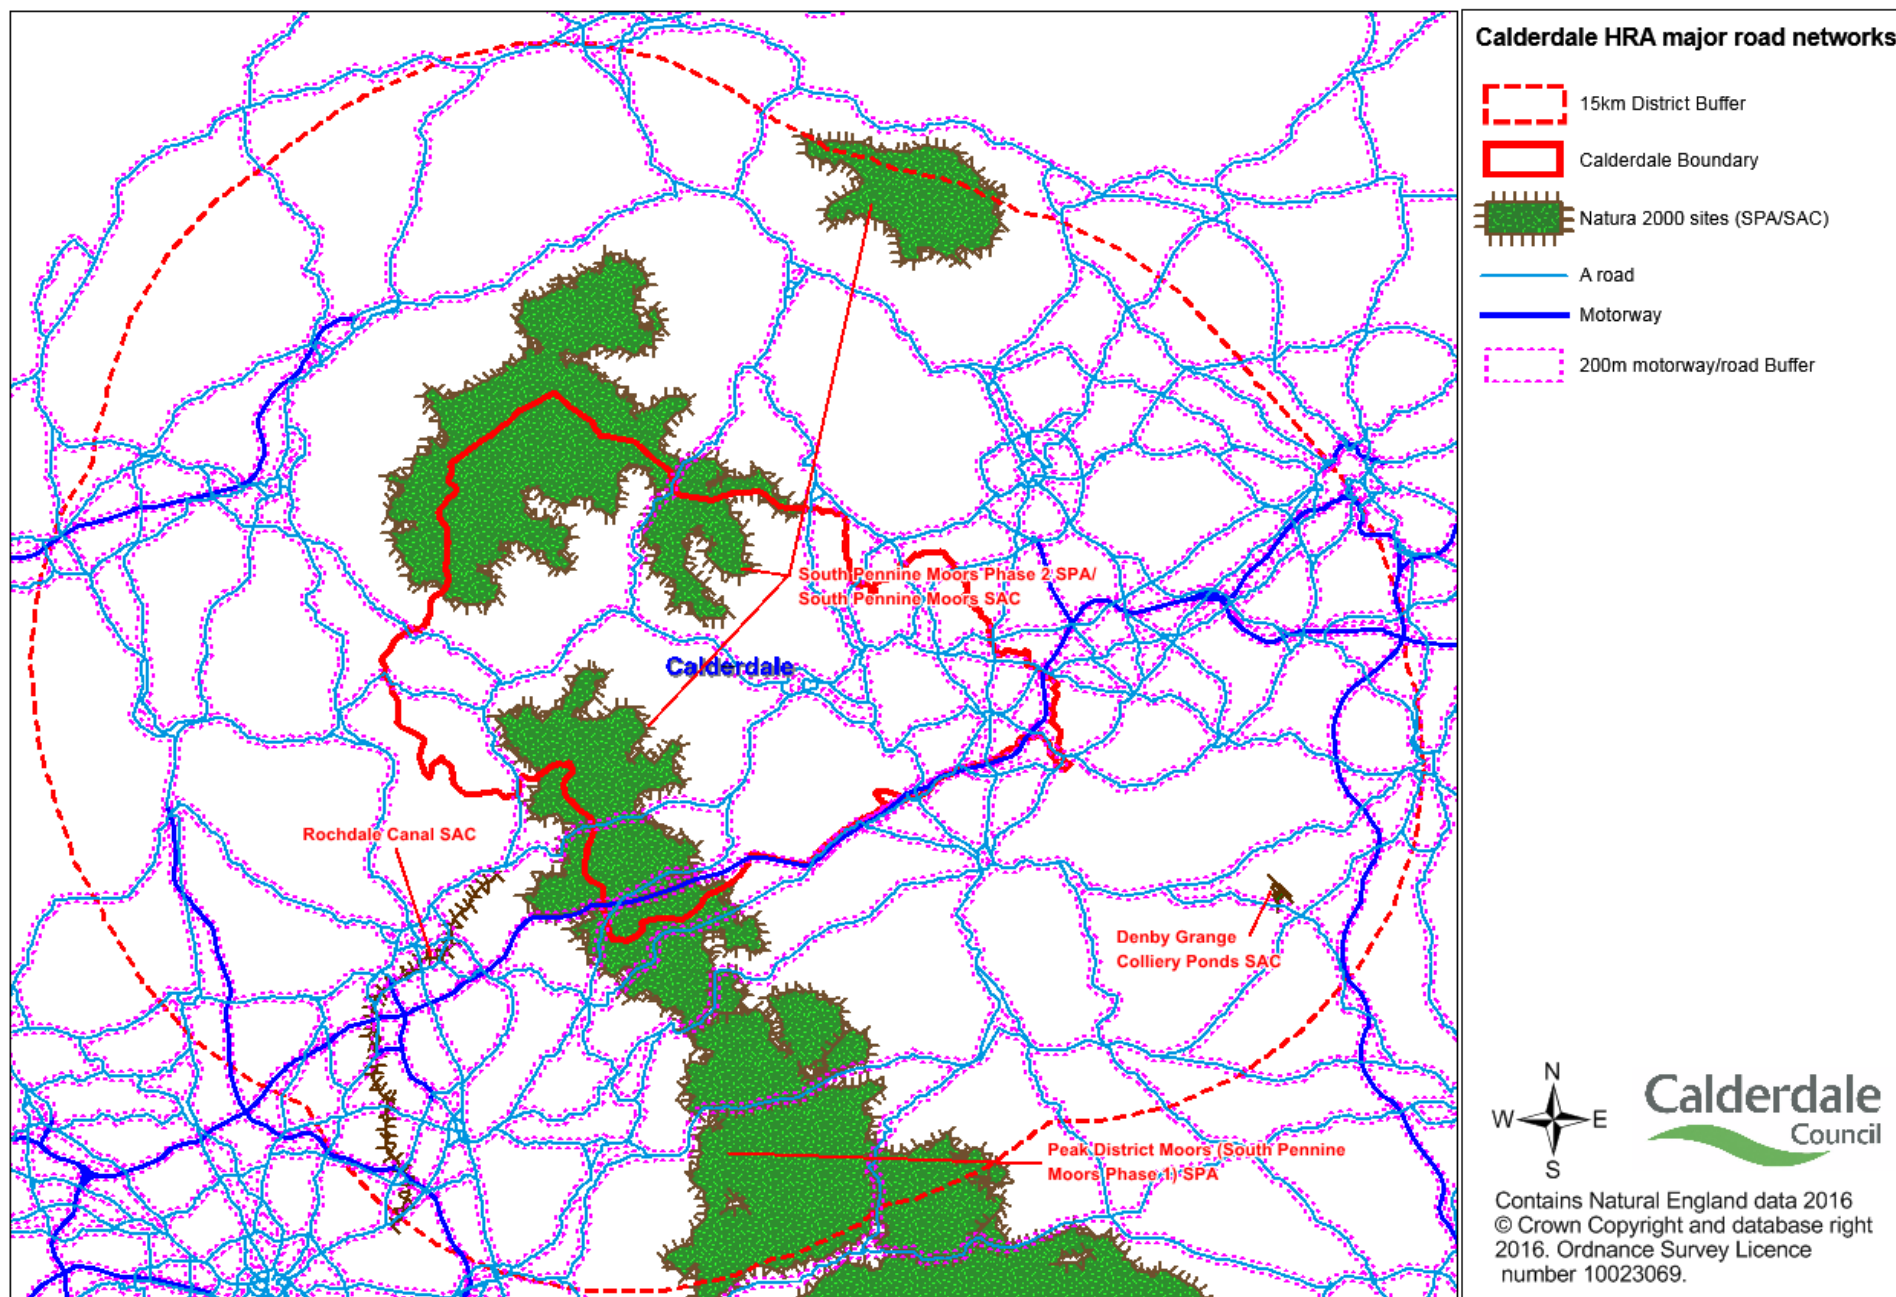 Calderdale HRA major road networks
15km District Buffer
Calderdale Boundary
Natura 2000 sites (SPA/SAC)
A road
Motorway
200m motorway/road Buffer
South Pennine Moors Phase 2 SPA/
South Pennine Moors SAC
Calderdale
Rochdale Canal SAC
Denby Grange
Colliery Ponds SAC
Peak District Moors (South Pennine
Moors Phase 1) SPA
N
W
E
S
Calderdale
Council
Contains Natural England data 2016
© Crown Copyright and database right
2016. Ordnance Survey Licence
number 10023069.